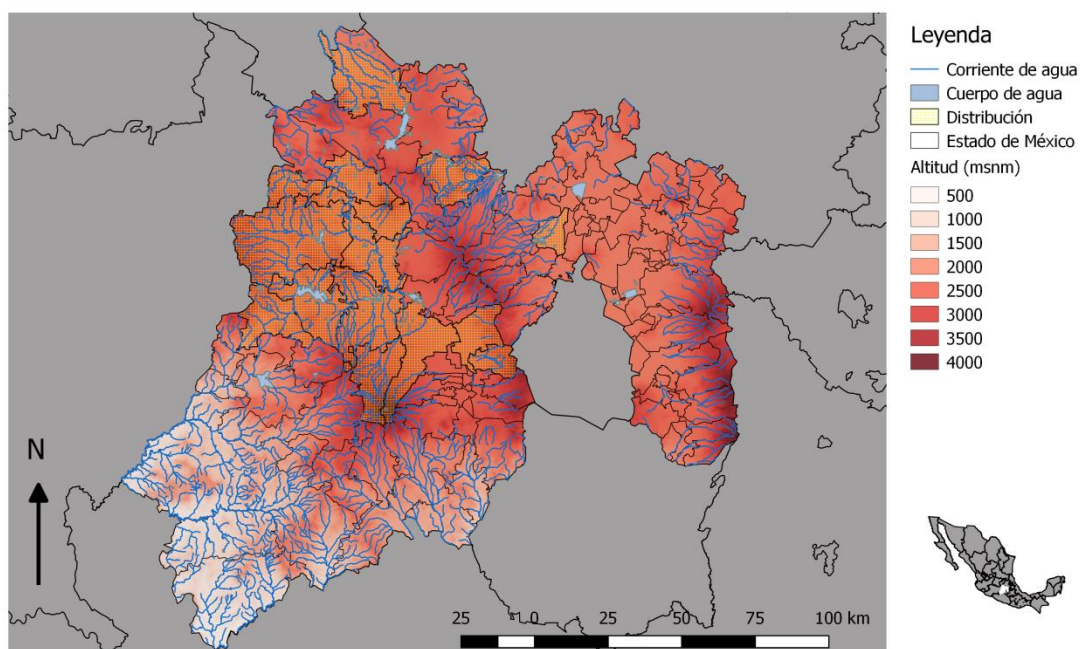 Leyenda
Corriente de agua
Cuerpo de agua
Distribución
Estado de México
Altitud (msnm)
500
1000
1500
2000
2500
3000
3500
4000
N
25 0 25 50 75 100 km